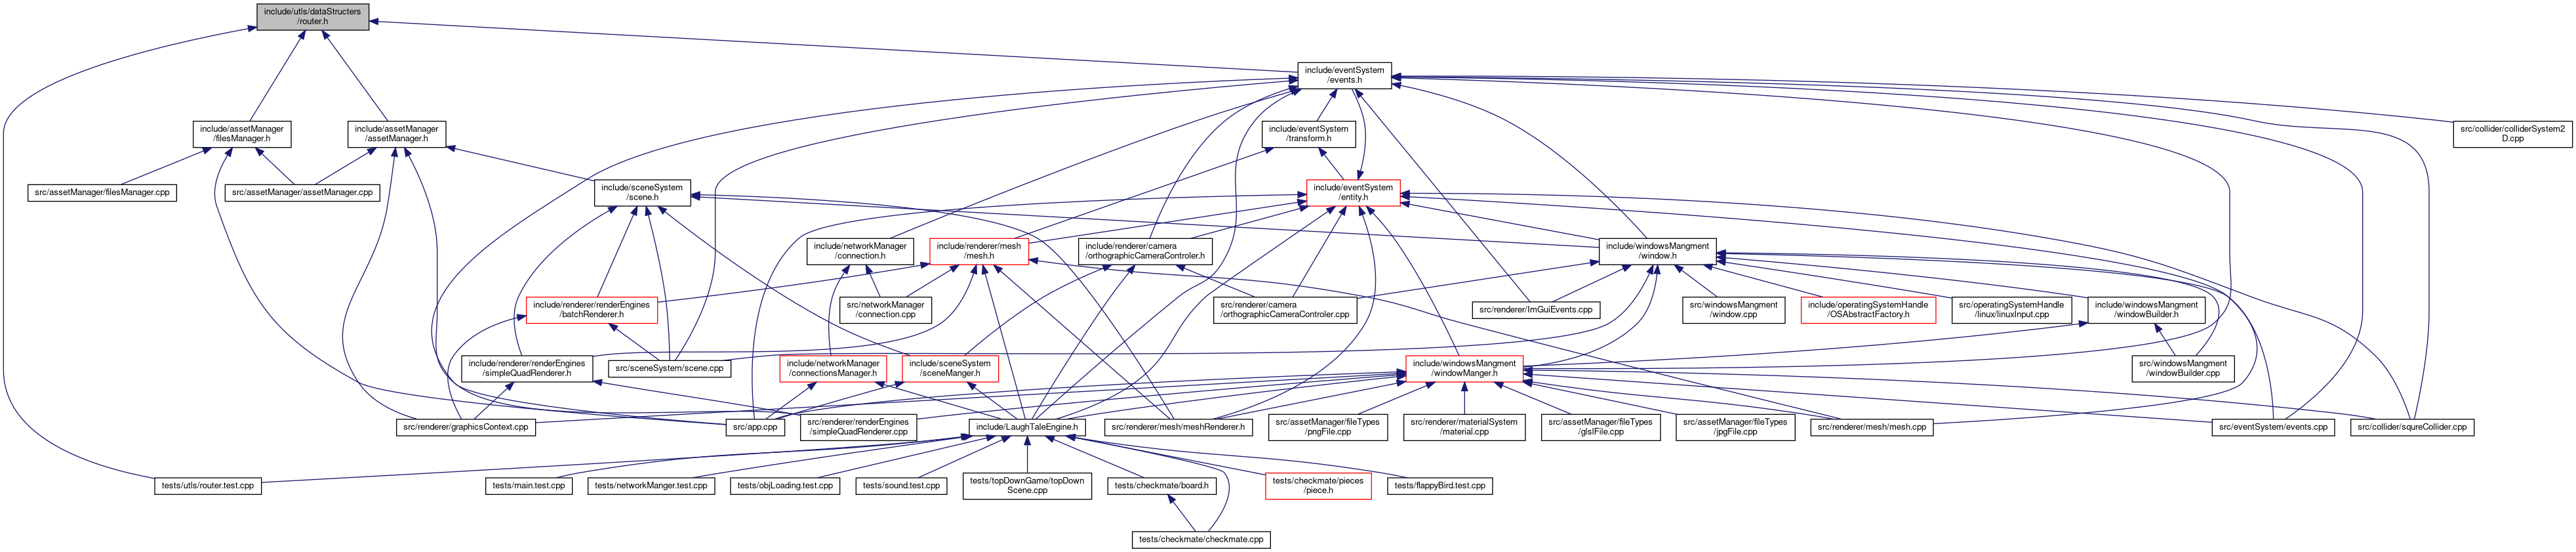 include/utls/dataStructers
/router.h
include/eventSystem
/events.h
include/assetManager
/filesManager.h
include/assetManager
/assetManager.h
include/eventSystem
/transform.h
src/collider/colliderSystem2
D.cpp
src/assetManager/filesManager.cpp
src/assetManager/assetManager.cpp
include/sceneSystem
/scene.h
include/eventSystem
/entity.h
include/networkManager
/connection.h
include/renderer/mesh
/mesh.h
include/renderer/camera
/orthographicCameraControler.h
include/windowsMangment
/window.h
include/renderer/renderEngines
/batchRenderer.h
src/networkManager
/connection.cpp
src/renderer/camera
/orthographicCameraControler.cpp
src/renderer/ImGuiEvents.cpp
src/windowsMangment
/window.cpp
include/operatingSystemHandle
/OSAbstractFactory.h
src/operatingSystemHandle
/linux/linuxInput.cpp
include/windowsMangment
/windowBuilder.h
include/renderer/renderEngines
/simpleQuadRenderer.h
src/sceneSystem/scene.cpp
include/networkManager
/connectionsManager.h
include/sceneSystem
/sceneManger.h
include/windowsMangment
/windowManger.h
src/windowsMangment
/windowBuilder.cpp
src/renderer/graphicsContext.cpp
src/app.cpp
src/renderer/renderEngines
/simpleQuadRenderer.cpp
include/LaughTaleEngine.h
src/renderer/mesh/meshRenderer.h
src/assetManager/fileTypes
/pngFile.cpp
src/renderer/materialSystem
/material.cpp
src/assetManager/fileTypes
/glslFile.cpp
src/assetManager/fileTypes
/jpgFile.cpp
src/renderer/mesh/mesh.cpp
src/eventSystem/events.cpp
src/collider/squreCollider.cpp
tests/utls/router.test.cpp
tests/main.test.cpp
tests/networkManger.test.cpp
tests/objLoading.test.cpp
tests/sound.test.cpp
tests/topDownGame/topDown
Scene.cpp
tests/checkmate/board.h
tests/checkmate/pieces
/piece.h
tests/flappyBird.test.cpp
tests/checkmate/checkmate.cpp